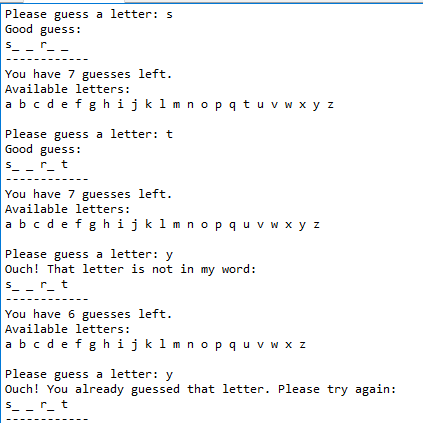 Please guess a letter: s
Good guess:
s_ _ r_ _
------------
You have 7 guesses left.
Available letters:
a b c d e f g h i j k l m n o p q t u v w x y z
Please guess a letter: t
Good guess:
s_ _ r_ t
------------
You have 7 guesses left.
Available letters:
a b c d e f g h i j k l m n o p q u v w x y z
Please guess a letter: y
Ouch! That letter is not in my word:
s_ _ r_ t
------------
You have 6 guesses left.
Available letters:
a b c d e f g h i j k l m n o p q u v w x z
Please guess a letter: y
Ouch! You already guessed that letter. Please try again:
s_ _ r_ t
------------